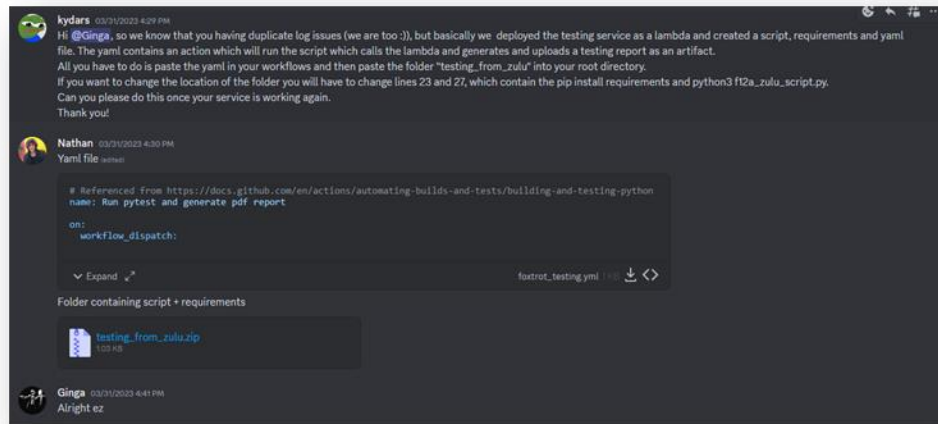 kydars 03/31/2023 4:29 PM
Hi @Ginga, so we know that you having duplicate log issues (we are too :)), but basically we deployed the testing service as a lambda and created a script, requirements and yaml
file. The yaml contains an action which will run the script which calls the lambda and generates and uploads a testing report as an artifact.
All you have to do is paste the yaml in your workflows and then paste the folder "testing_from_zulu" into your root directory.
If you want to change the location of the folder you will have to change lines 23 and 27, which contain the pip install requirements and python3 f12a_zulu_script.py.
Can you please do this once your service is working again.
Thank you!
Nathan 03/31/2023 4:30 PM
Yaml file (edited)
# Referenced from https://docs.github.com/en/actions/automating-builds-and-tests/building-and-testing-python
name: Run pytest and generate pdf report
on:
workflow_dispatch:
Expand
foxtrot_testing.yml
Folder containing script + requirements
testing_from_zulu.zip
1.03 KB
Ginga 03/31/2023 4:41 PM
Alright ez